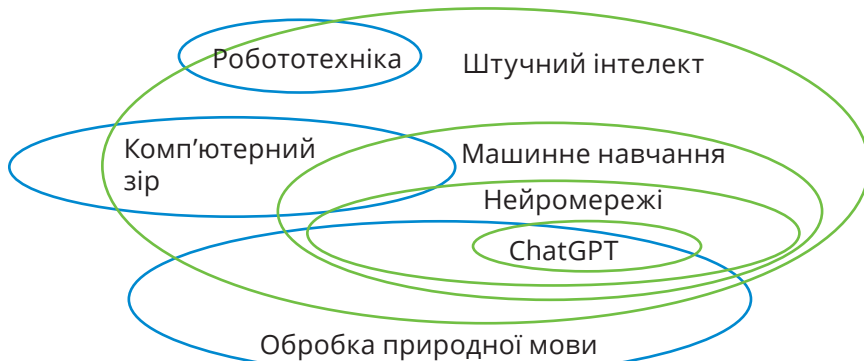 Робототехніка
Штучний інтелект
Комп’ютерний
зір
Машинне навчання
Нейромережі
ChatGPT
Обробка природної мови